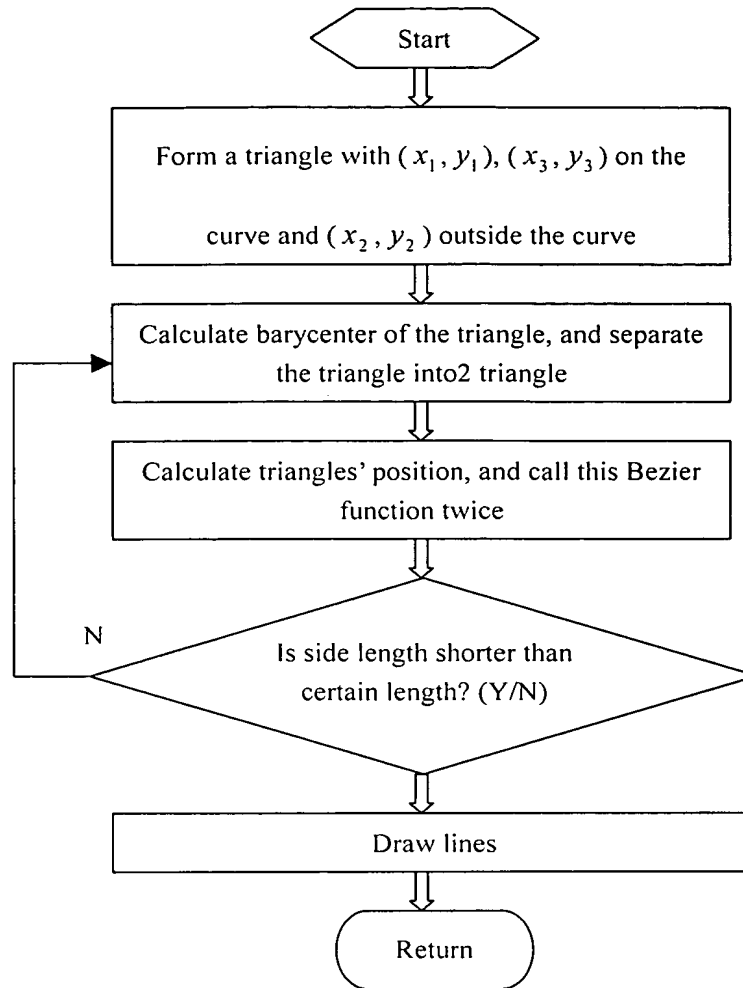 Start
Form a triangle with (x₁, y₁), (x₃, y₃) on the
curve and (x₂, y₂) outside the curve
Calculate barycenter of the triangle, and separate
the triangle into2 triangle
Calculate triangles' position, and call this Bezier
function twice
N
Is side length shorter than
certain length? (Y/N)
Draw lines
Return